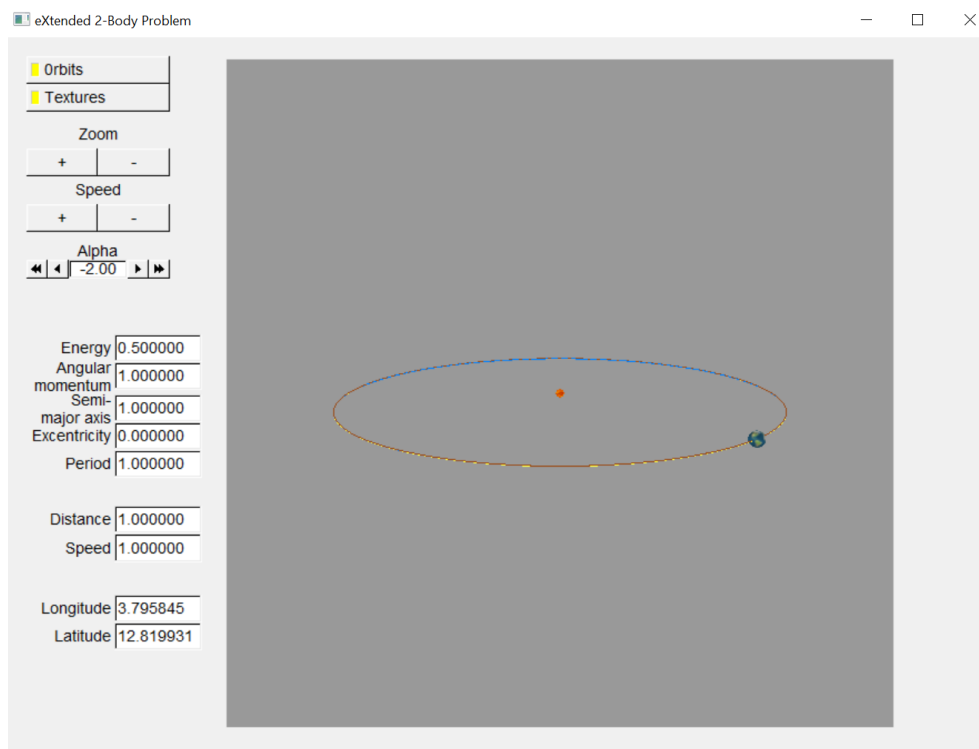 eXtended 2-Body Problem
0rbits
Textures
Zoom
+ -
Speed
+ -
Alpha
-2.00
Energy 0.500000
Angular
momentum 1.000000
Semi-
major axis 1.000000
Excentricity 0.000000
Period 1.000000
Distance 1.000000
Speed 1.000000
Longitude 3.795845
Latitude 12.819931